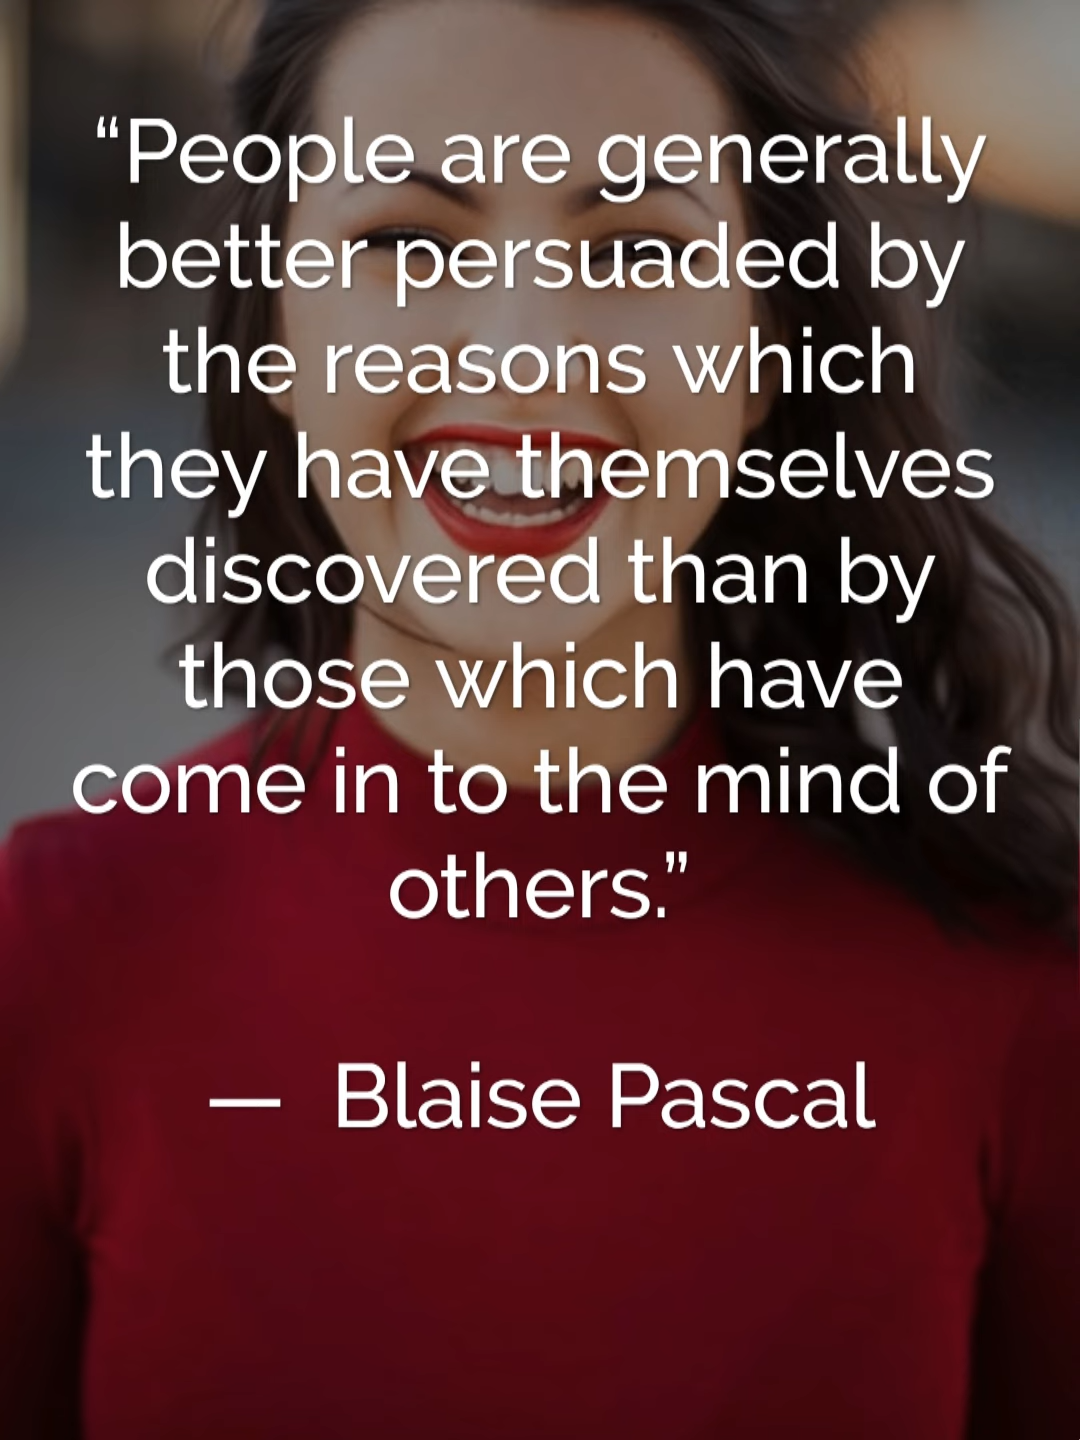 “People are generally
better persuaded by
the reasons which
they have themselves
discovered than by
those which have
come in to the mind of
others.”
— Blaise Pascal